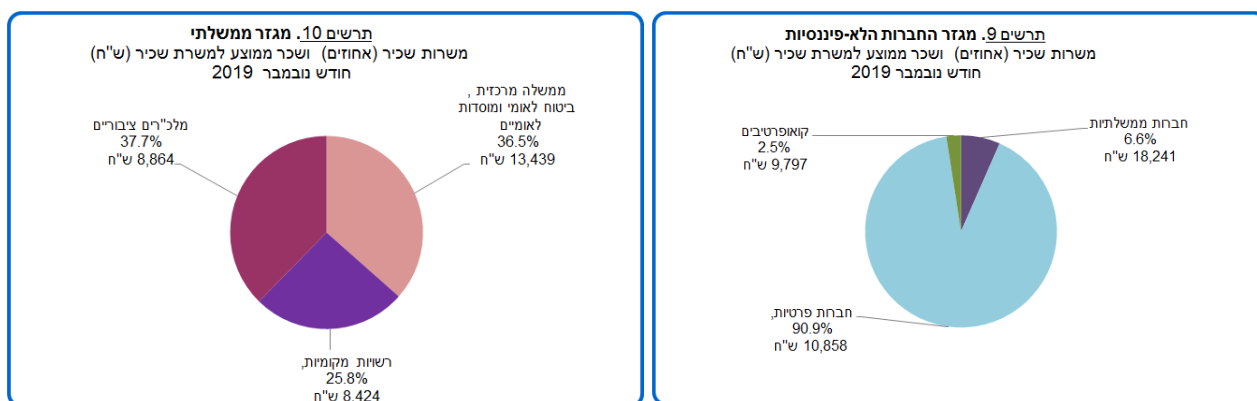 תרשים 9. מגזר החברות הלא-פיננסיות
משרות שכיר (אחוזים) ושכר ממוצע למשרת שכיר (ש"ח)
חודש נובמבר 2019
חברות ממשלתיות
6.6%
18,241 ש"ח
קואופרטיבים
2.5%
9,797 ש"ח
חברות פרטיות,
90.9%
10,858 ש"ח
תרשים 10. מגזר ממשלתי
משרות שכיר (אחוזים) ושכר ממוצע למשרת שכיר (ש"ח)
חודש נובמבר 2019
ממשלה מרכזית ,
ביטוח לאומי ומוסדות
לאומיים
36.5%
13,439 ש"ח
מלכ"רים ציבוריים
37.7%
8,864 ש"ח
רשויות מקומיות,
25.8%
8,424 ש"ח